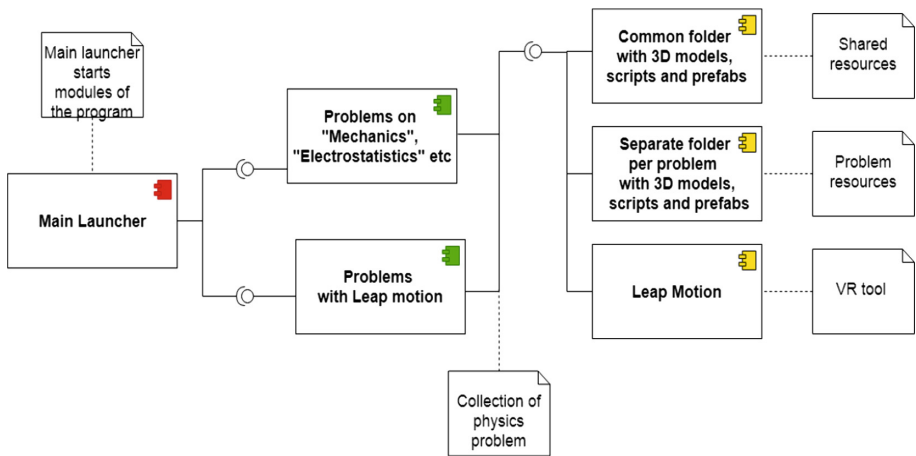 Main launcher
starts
modules of
the program
Main Launcher
Problems on
"Mechanics",
"Electrostatistics" etc
Problems
with Leap motion
Collection of
physics
problem
Common folder
with 3D models,
scripts and prefabs
Shared
resources
Separate folder
per problem
with 3D models,
scripts and prefabs
Problem
resources
Leap Motion
VR tool